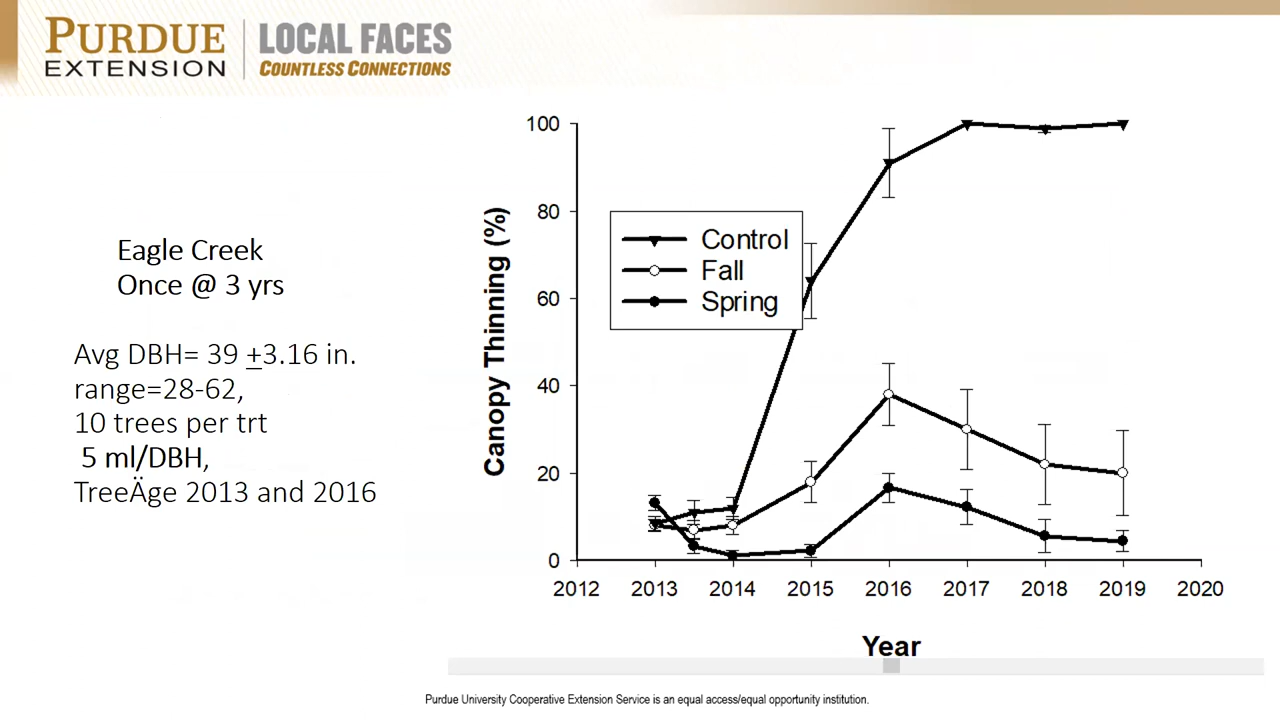 PURDUE
EXTENSION
LOCAL FACES
COUNTLESS CONNECTIONS
Eagle Creek
Once @ 3 yrs
Avg DBH= 39 +3.16 in.
range=28-62,
10 trees per trt
5 ml/DBH,
TreeÄge 2013 and 2016
Canopy Thinning (%)
100
80
60
40
20
0
Control
Fall
Spring
2012 2013 2014 2015 2016 2017 2018 2019 2020
Year
Purdue University Cooperative Extension Service is an equal access/equal opportunity institution.